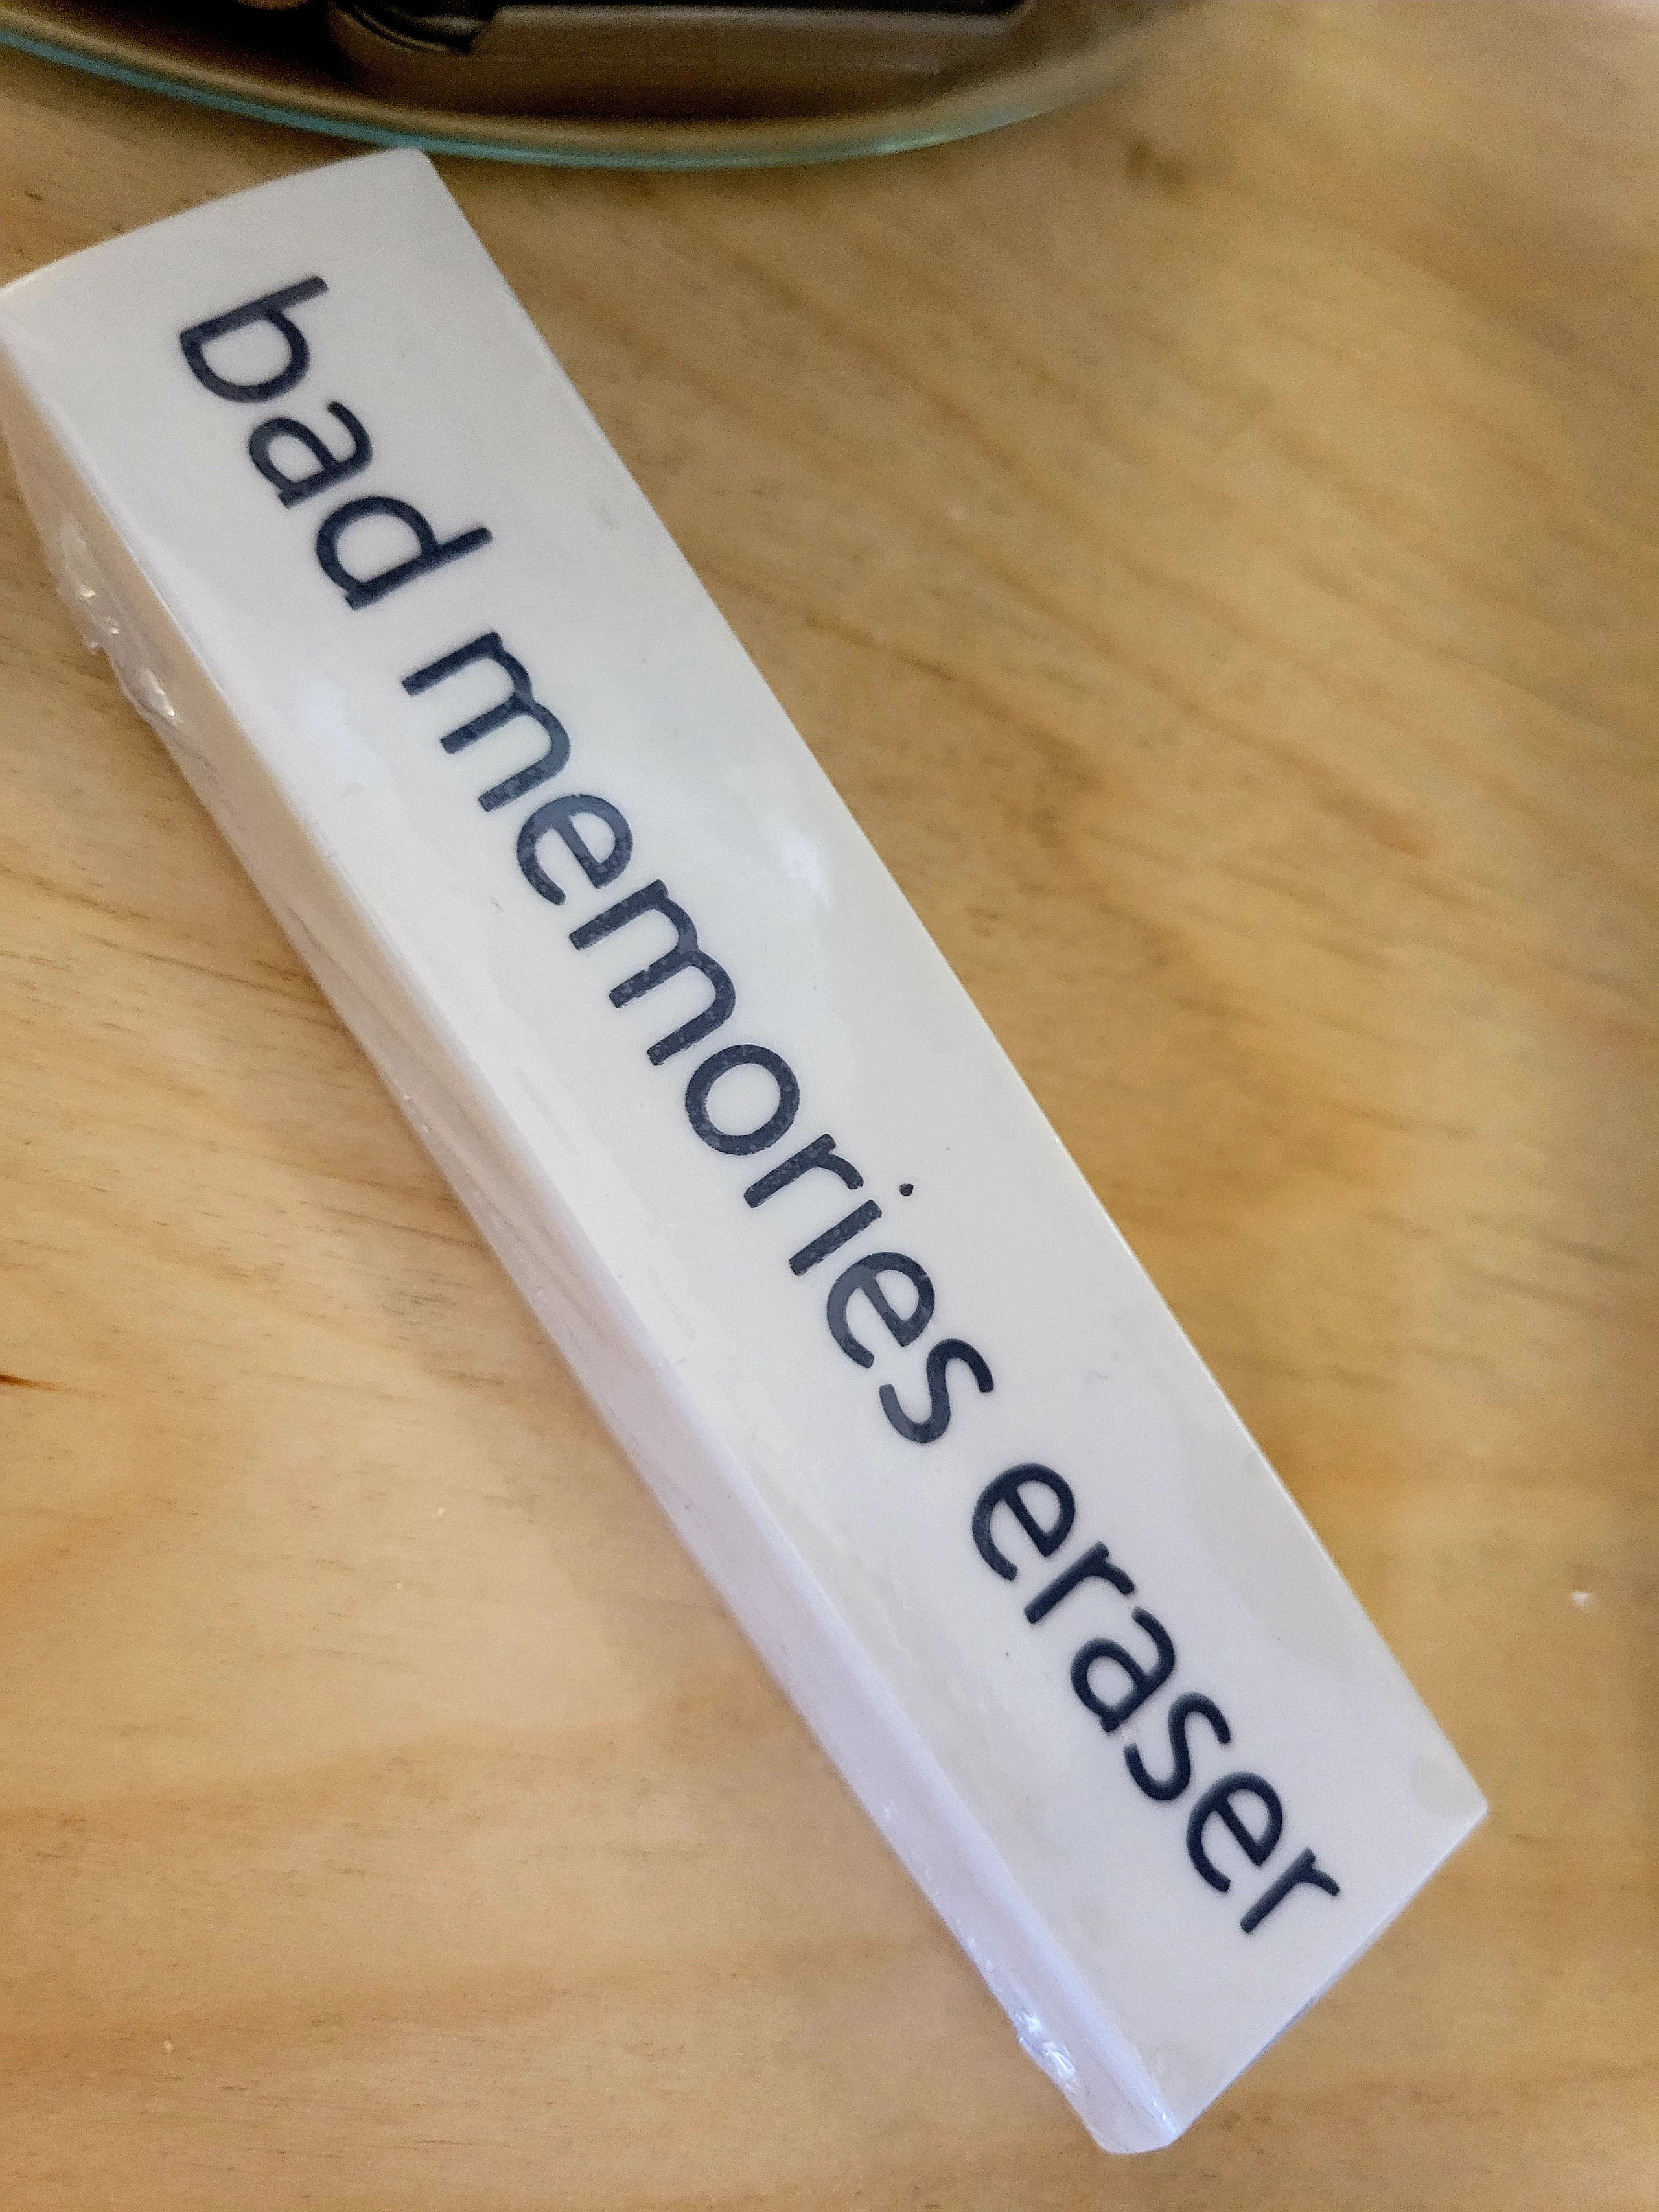 bad memories eraser